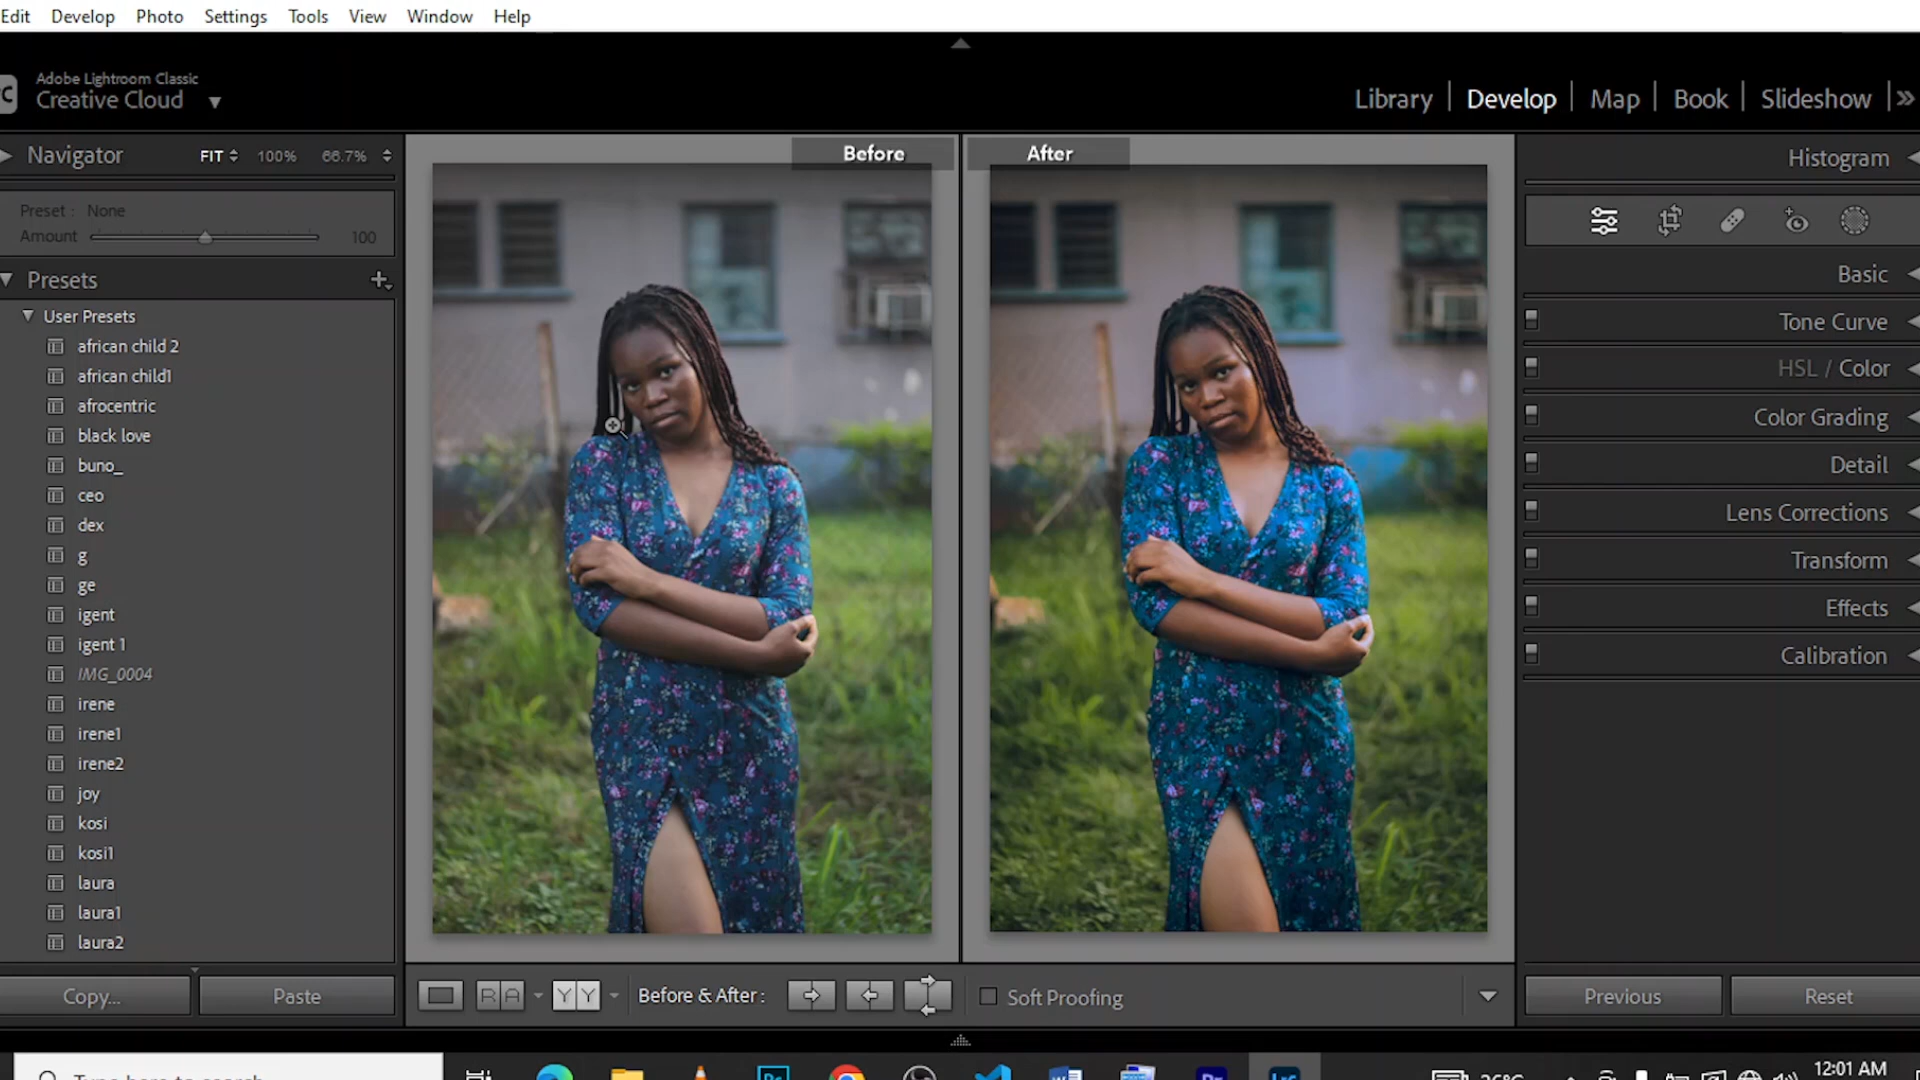 Edit Develop Photo Settings Tools View Window Help
Adobe Lightroom Classic
Creative Cloud
Library | Develop | Map | Book | Slideshow
Navigator FIT 100% 66.7%
Preset : None
Amount 100
Presets
User Presets
african child 2
african child1
afrocentric
black love
buno_
ceo
dex
g
ge
igent
igent 1
IMG_0004
irene
irene1
irene2
joy
kosi
kosi1
laura
laura1
laura2
Copy... Paste
Before After
RA YY Before & After : Soft Proofing
Histogram
Basic
Tone Curve
HSL / Color
Color Grading
Detail
Lens Corrections
Transform
Effects
Calibration
Previous Reset
12:01 AM